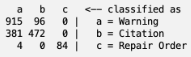 a b c <-- classified as
915 96 0 | a = Warning
381 472 0 | b = Citation
4 0 84 | c = Repair Order